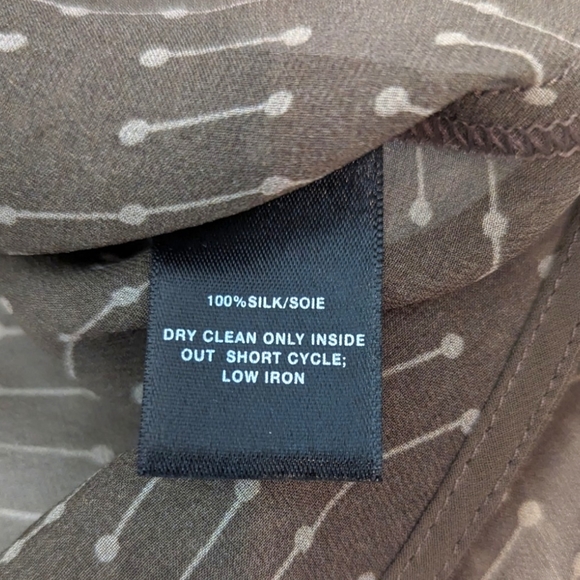 100%SILK/SOIE
DRY CLEAN ONLY INSIDE
OUT SHORT CYCLE;
LOW IRON